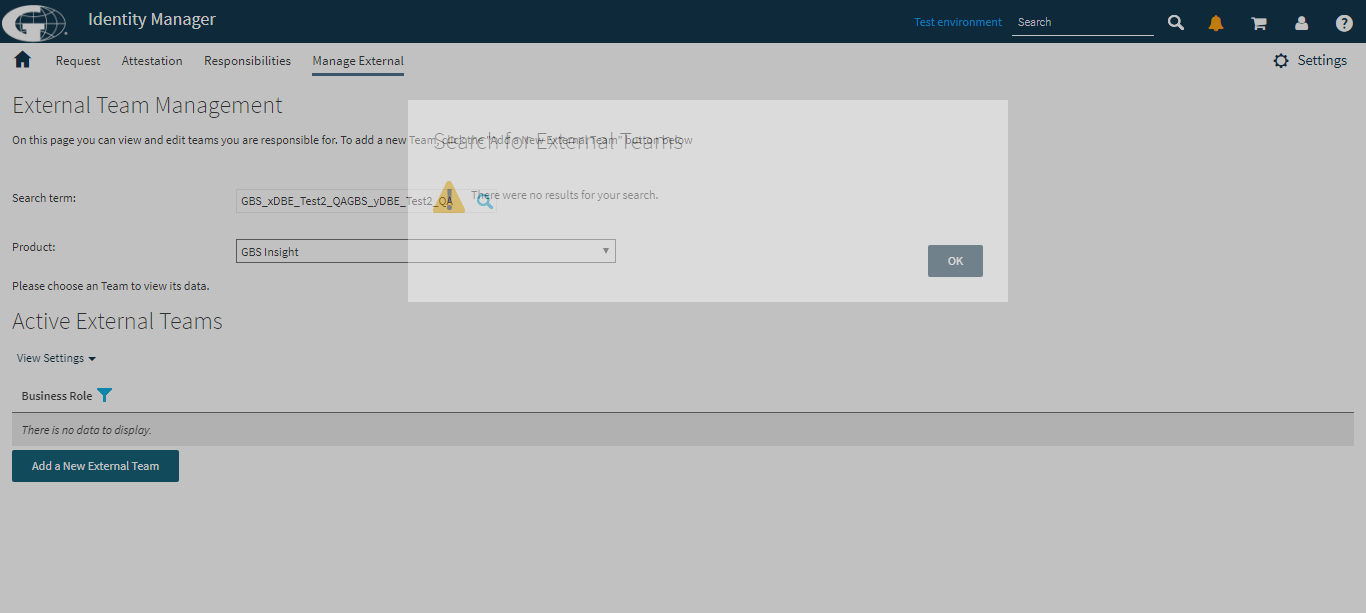 Identity Manager
Test environment
Search
Request
Attestation
Responsibilities
Manage External
Settings
External Team Management
On this page you can view and edit teams you are responsible for. To add a new Team, click the "Add a New External Team" button below
Search for External Teams
There were no results for your search.
Search term:
GBS_xDBE_Test2_QAGBS_yDBE_Test2_QA
Product:
GBS Insight
OK
Please choose an Team to view its data.
Active External Teams
View Settings
Business Role
There is no data to display.
Add a New External Team